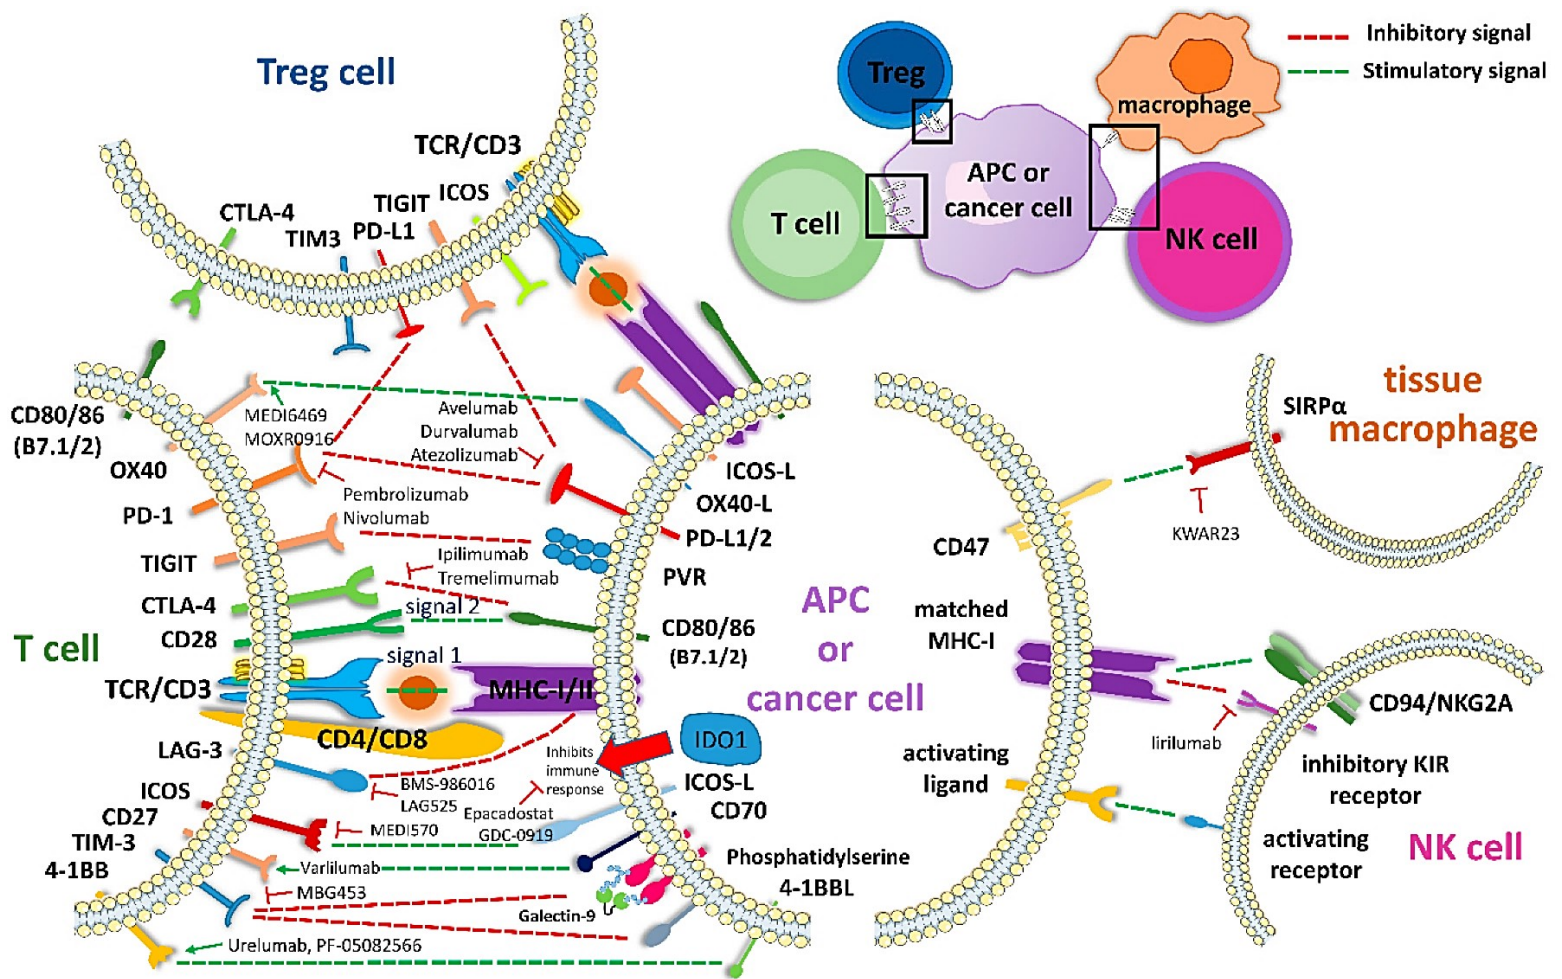 Treg cell
TCR/CD3
ICOS
TIGIT
PD-L1
TIM3
CTLA-4
CD80/86
(B7.1/2)
OX40
PD-1
TIGIT
CTLA-4
CD28
T cell
TCR/CD3
CD4/CD8
LAG-3
ICOS
CD27
TIM-3
4-1BB
MEDI6469
MOXR0916
Avelumab
Durvalumab
Atezolizumab
Pembrolizumab
Nivolumab
Ipilimumab
Tremelimumab
signal 2
signal 1
MHC-I/II
BMS-986016
LAG525
MEDI570
Inhibits
immune
response
Epacadostat
GDC-0919
Varlilumab
MBG453
Galectin-9
Urelumab, PF-05082566
ICOS-L
OX40-L
PD-L1/2
PVR
CD80/86
(B7.1/2)
IDO1
ICOS-L
CD70
Phosphatidylserine
4-1BBL
APC
or
cancer cell
Treg
macrophage
T cell
APC or
cancer cell
NK cell
Inhibitory signal
Stimulatory signal
tissue
macrophage
SIRPα
KWAR23
CD47
matched
MHC-I
activating
ligand
lirilumab
CD94/NKG2A
inhibitory KIR
receptor
activating
receptor
NK cell